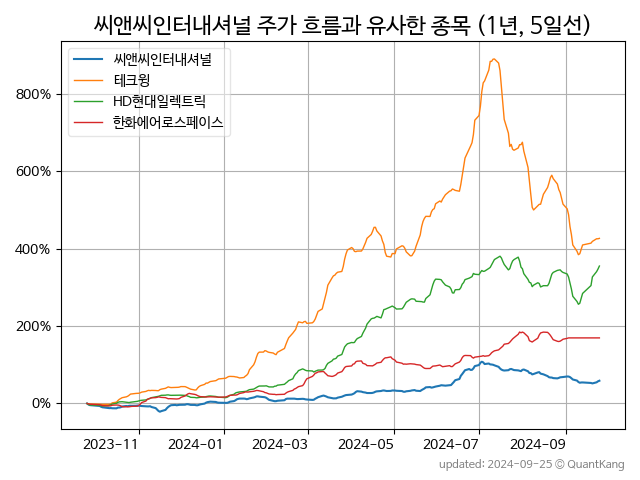 씨앤씨인터내셔널 주가 흐름과 유사한 종목 (1년, 5일선)
씨앤씨인터내셔널
테크윙
HD현대일렉트릭
한화에어로스페이스
800%
600%
400%
200%
0%
2023-11
2024-01
2024-03
2024-05
2024-07
2024-09
updated: 2024-09-25 © QuantKang